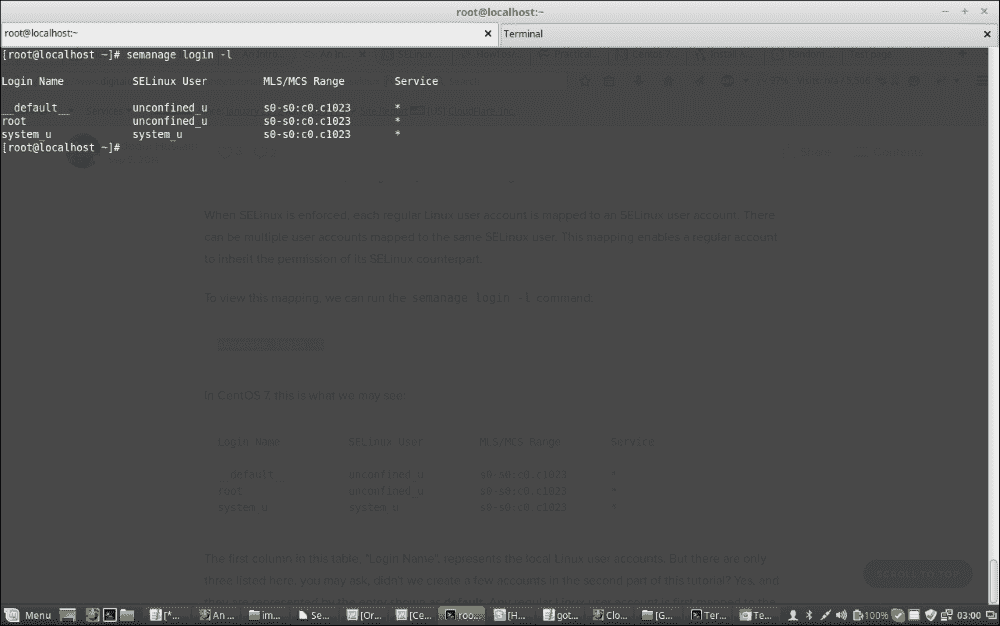 root@localhost:~
root@localhost:~
Terminal
[root@localhost ~]# semanage login -l
Login Name SELinux User MLS/MCS Range Service
__default__ unconfined_u s0-s0:c0.c1023 *
root unconfined_u s0-s0:c0.c1023 *
system_u system_u s0-s0:c0.c1023 *
[root@localhost ~]#
When SELinux is enforced, each regular Linux user account is mapped to an SELinux user account. There
can be multiple user accounts mapped to the same SELinux user. This mapping enables a regular account
to inherit the permission of its SELinux counterpart.
To view this mapping, we can run the semanage login -l command:
In CentOS 7, this is what we may see:
Login Name SELinux User MLS/MCS Range Service
__default__ unconfined_u s0-s0:c0.c1023 *
root unconfined_u s0-s0:c0.c1023 *
system_u system_u s0-s0:c0.c1023 *
The first column in this table, "Login Name", represents the local Linux user accounts. But there are only
three listed here, you may ask, didn't we create a few accounts in the second part of this tutorial? Yes, and
SCROLL TO TOP
Menu [*... An ... im... Se... [Or... [Ce... roo... [H... got... Clo... [G... Ter... Te... 100% 03:00